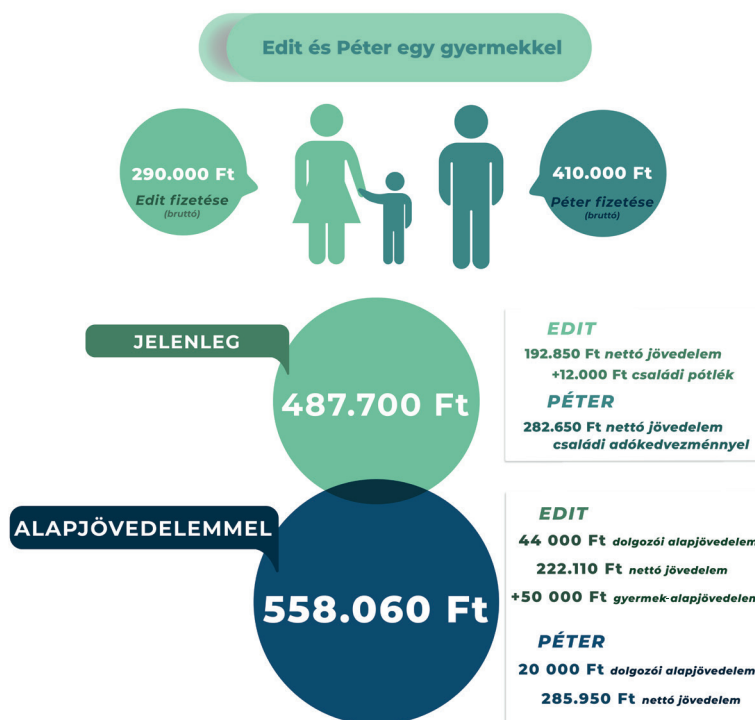 Edit és Péter egy gyermekkel
290.000 Ft
Edit fizetése
(bruttó)
410.000 Ft
Péter fizetése
(bruttó)
JELENLEG
487.700 Ft
EDIT
192.850 Ft nettó jövedelem
+12.000 Ft családi pótlék
PÉTER
282.650 Ft nettó jövedelem
családi adókedvezménnyel
ALAPJÖVEDELEMMEL
558.060 Ft
EDIT
44 000 Ft dolgozói alapjövedelem
222.110 Ft nettó jövedelem
+50 000 Ft gyermek-alapjövedelem
PÉTER
20 000 Ft dolgozói alapjövedelem
285.950 Ft nettó jövedelem